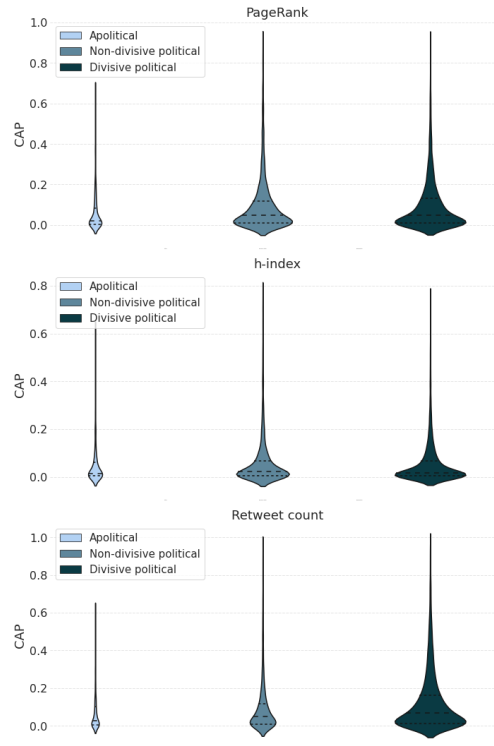 PageRank
1.0
0.8
0.6
0.4
0.2
0.0
CAP
Apolitical
Non-divisive political
Divisive political
h-index
0.8
0.6
0.4
0.2
0.0
CAP
Apolitical
Non-divisive political
Divisive political
Retweet count
1.0
0.8
0.6
0.4
0.2
0.0
CAP
Apolitical
Non-divisive political
Divisive political